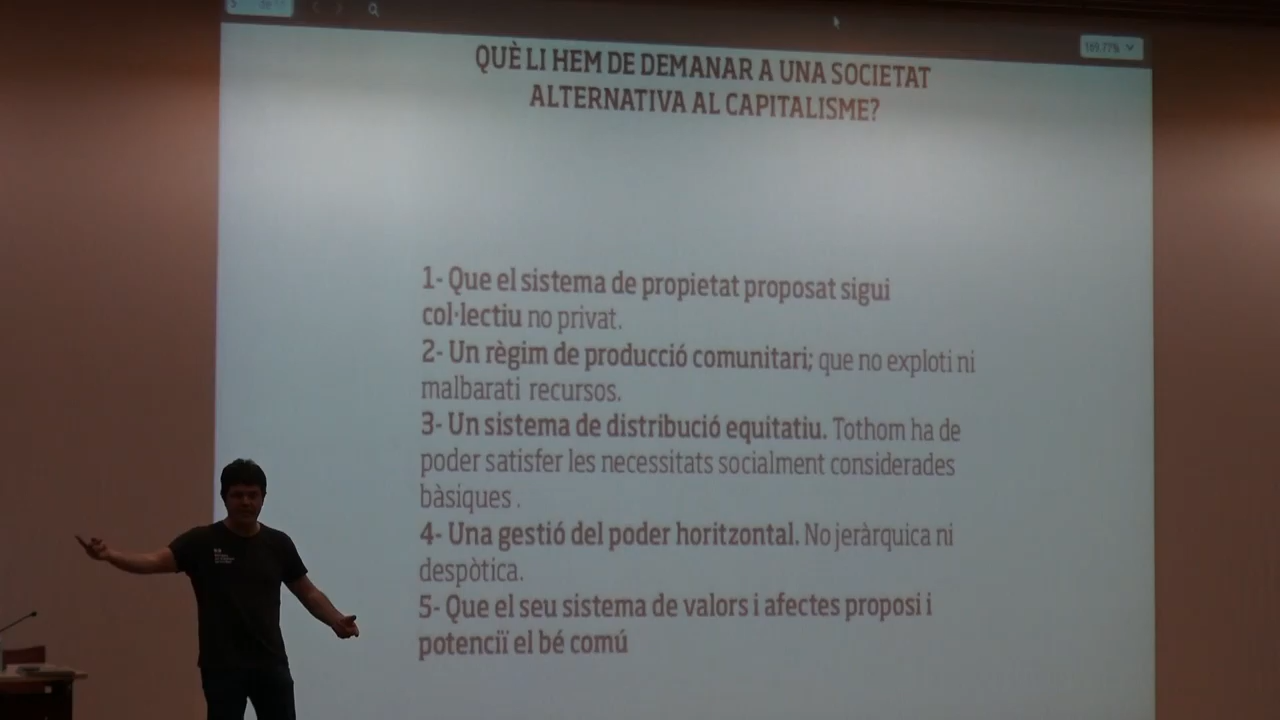 169.77%
QUÈ LI HEM DE DEMANAR A UNA SOCIETAT
ALTERNATIVA AL CAPITALISME?
1- Que el sistema de propietat proposat sigui
col·lectiu no privat.
2- Un règim de producció comunitari; que no exploti ni
malbarati recursos.
3- Un sistema de distribució equitatiu. Tothom ha de
poder satisfer les necessitats socialment considerades
bàsiques .
4- Una gestió del poder horitzontal. No jeràrquica ni
despòtica.
5- Que el seu sistema de valors i afectes proposi i
potenciï el bé comú